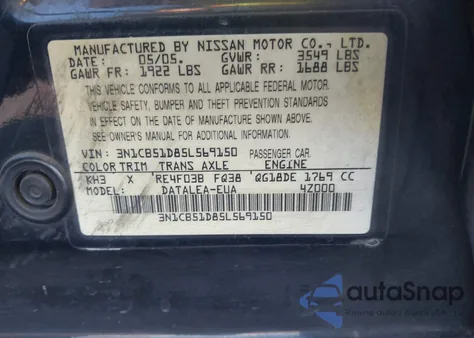 MANUFACTURED BY NISSAN MOTOR CO., LTD.
DATE: 05/05. GVWR: 3549 LBS
GAWR FR: 1922 LBS GAWR RR: 1688 LBS
THIS VEHICLE CONFORMS TO ALL APPLICABLE FEDERAL MOTOR
VEHICLE SAFETY, BUMPER AND THEFT PREVENTION STANDARDS
IN EFFECT ON THE DATE OF MANUFACTURE SHOWN ABOVE.
SEE-OWNER'S MANUAL FOR ADDITIONAL INFORMATION
VIN: 3N1CB51D85L569150 PASSENGER CAR.
COLOR TRIM TRANS AXLE ENGINE
KH3 X RE4F03B FQ38 QG18DE 1769 CC
MODEL: DATALEA-EUA 4Z000
3N1CB51D85L569150
autoSnap